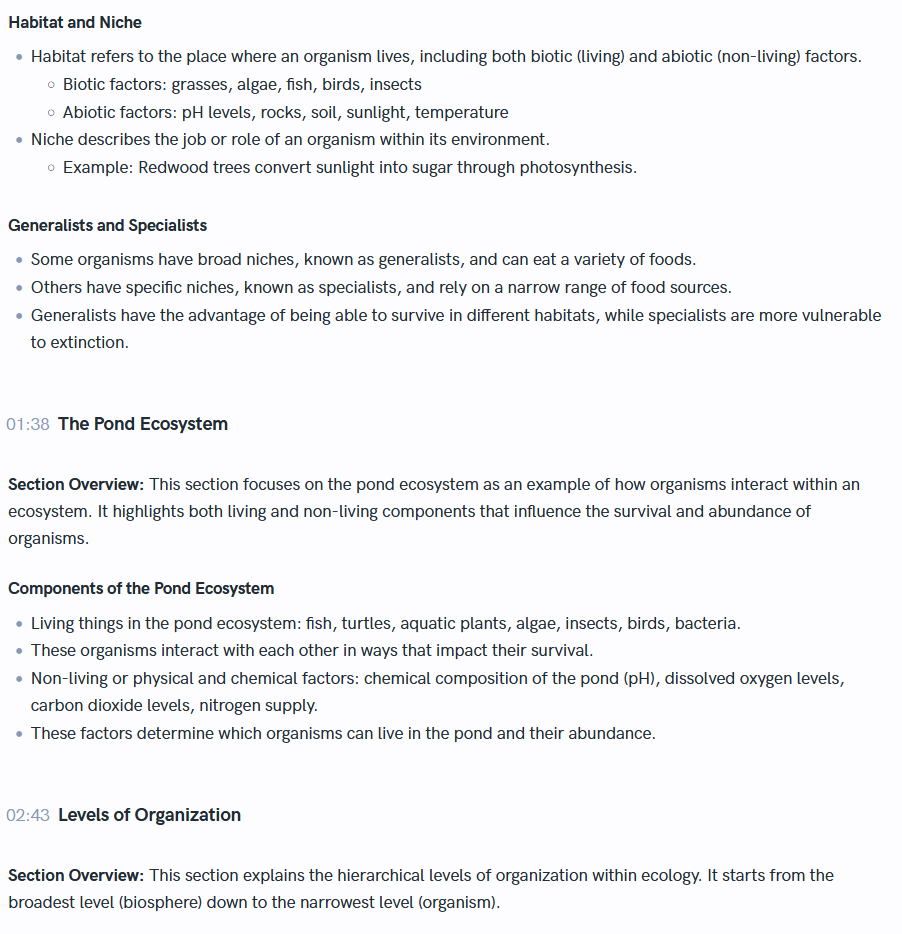 Habitat and Niche
• Habitat refers to the place where an organism lives, including both biotic (living) and abiotic (non-living) factors.
◦ Biotic factors: grasses, algae, fish, birds, insects
◦ Abiotic factors: pH levels, rocks, soil, sunlight, temperature
• Niche describes the job or role of an organism within its environment.
◦ Example: Redwood trees convert sunlight into sugar through photosynthesis.
Generalists and Specialists
• Some organisms have broad niches, known as generalists, and can eat a variety of foods.
• Others have specific niches, known as specialists, and rely on a narrow range of food sources.
• Generalists have the advantage of being able to survive in different habitats, while specialists are more vulnerable
to extinction.
01:38 The Pond Ecosystem
Section Overview: This section focuses on the pond ecosystem as an example of how organisms interact within an
ecosystem. It highlights both living and non-living components that influence the survival and abundance of
organisms.
Components of the Pond Ecosystem
• Living things in the pond ecosystem: fish, turtles, aquatic plants, algae, insects, birds, bacteria.
• These organisms interact with each other in ways that impact their survival.
• Non-living or physical and chemical factors: chemical composition of the pond (pH), dissolved oxygen levels,
carbon dioxide levels, nitrogen supply.
• These factors determine which organisms can live in the pond and their abundance.
02:43 Levels of Organization
Section Overview: This section explains the hierarchical levels of organization within ecology. It starts from the
broadest level (biosphere) down to the narrowest level (organism).